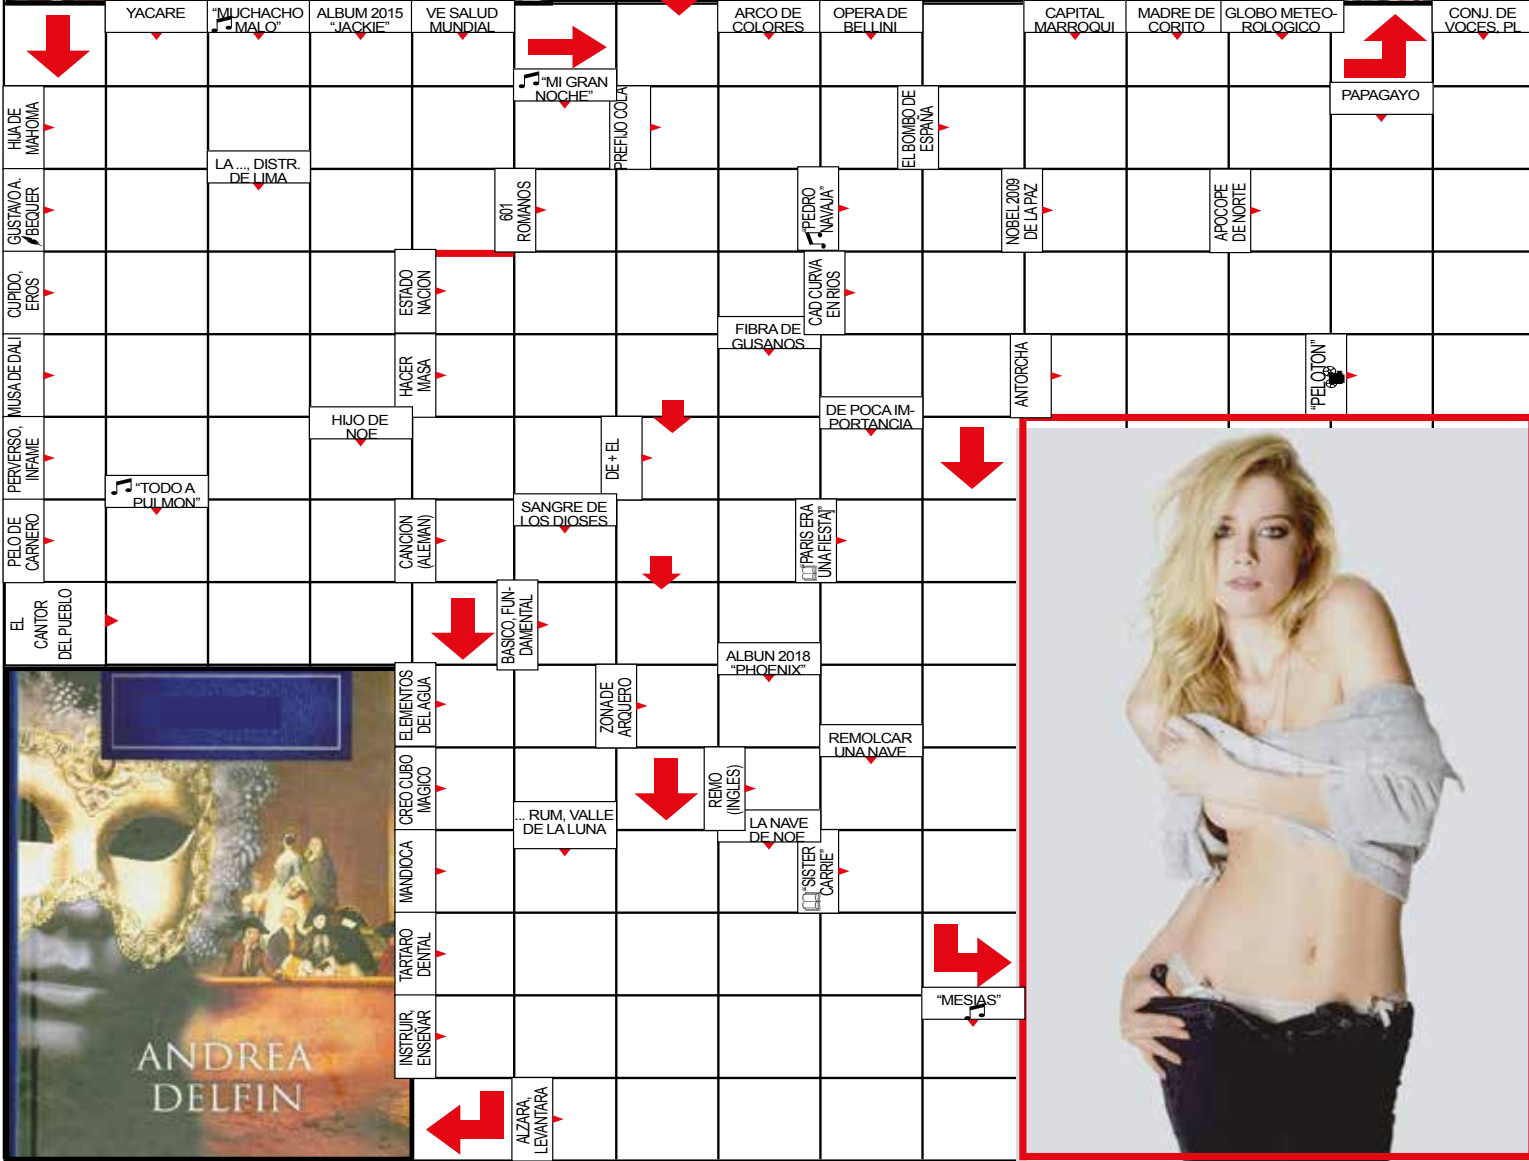 YACARE
“MUCHACHO
MALO”
ALBUM 2015
“JACKIE”
VE SALUD
MUNDIAL
ARCO DE
COLORES
OPERA DE
BELLINI
CAPITAL
MARROQUI
MADRE DE
CORITO
GLOBO METEO-
ROLOGICO
CONJ. DE
VOCES, PL
“MI GRAN
NOCHE”
PAPAGAYO
HIJA DE
MAHOMA
PREFIJO COLA
EL BOMBO DE
ESPAÑA
LA ..., DISTR.
DE LIMA
GUSTAVO A.
BEQUER
601
ROMANOS
“PEDRO
NAVAJA”
NOBEL 2009
DE LA PAZ
APOCOPE
DE NORTE
CUPIDO,
EROS
ESTADO
NACION
CAD CURVA
EN RIOS
FIBRA DE
GUSANOS
MUSA DE DALI
HACER
MASA
ANTORCHA
“PELOTON”
HIJO DE
NOE
DE POCA IM-
PORTANCIA
PERVERSO,
INFAME
DE + EL
“TODO A
PULMON”
SANGRE DE
LOS DIOSES
PELO DE
CARNERO
CANCION
(ALEMAN)
“PARIS ERA
UNA FIESTA]”
EL
CANTOR
DEL PUEBLO
BASICO, FUN-
DAMENTAL
ALBUN 2018
“PHOENIX”
ELEMENTOS
DEL AGUA
ZONA DE
ARQUERO
REMOLCAR
UNA NAVE
CREO CUBO
MAGICO
REMO
(INGLES)
... RUM, VALLE
DE LA LUNA
LA NAVE
DE NOE
MANDIOCA
“SISTER
CARRIE”
TARTARO
DENTAL
“MESIAS”
INSTRUIR,
ENSEÑAR
ANDREA
DELFIN
ALZARA,
LEVANTARA